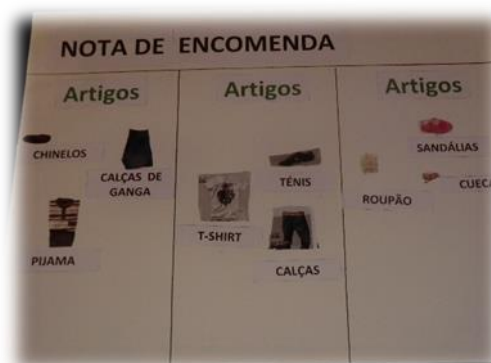 NOTA DE ENCOMENDA
Artigos
CHINELOS
CALÇAS DE
GANGA
PIJAMA
Artigos
TÉNIS
T-SHIRT
CALÇAS
Artigos
SANDÁLIAS
ROUPÃO
CUECA